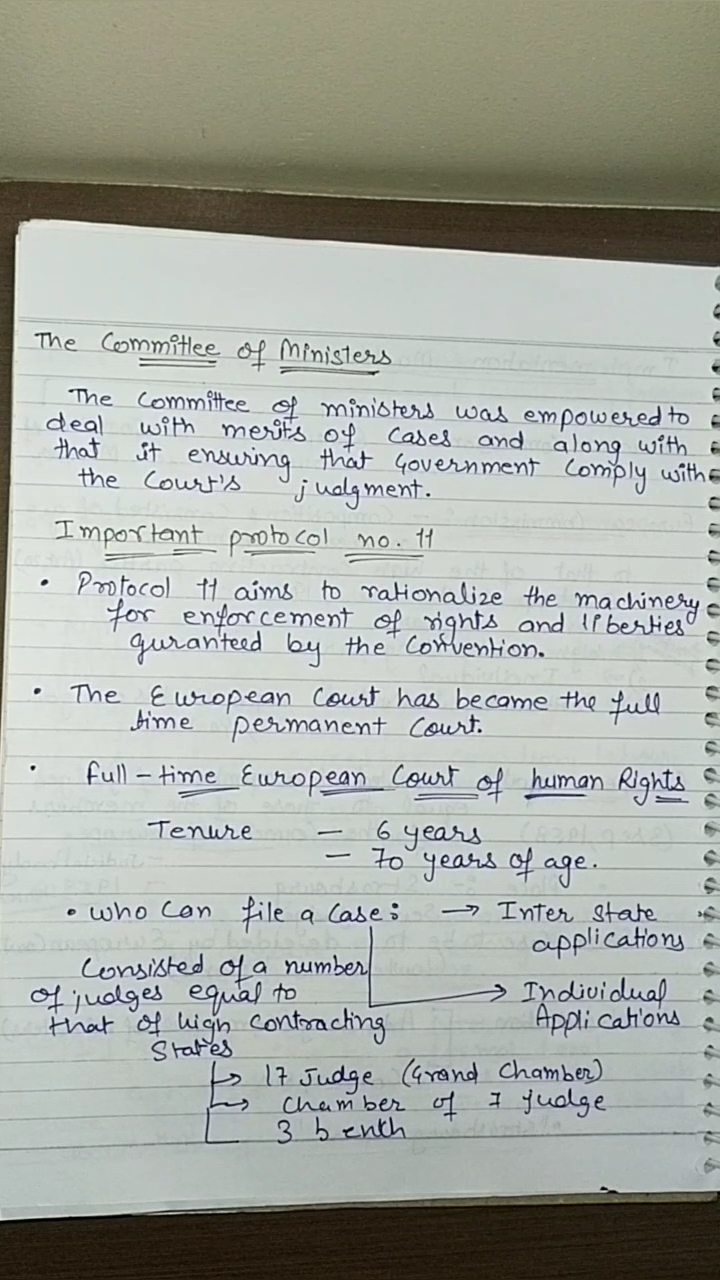 The Committee of Ministers
The Committee of ministers was empowered to
deal with merits of cases and along with
that it ensuring that Government comply with
the Court's judgment.
Important protocol no. 11
• Protocol 11 aims to rationalize the machinery
for enforcement of rights and liberties
guranteed by the Convention.
• The European Court has become the full
time permanent Court.
• Full-time European Court of human Rights
Tenure — 6 years
— 70 years of age.
• who can file a case: → Inter state
applications
Consisted of a number
of judges equal to → Individual
that of high contracting Applications
States
→ 17 Judge (Grand Chamber)
→ chamber of 7 judge
3 benth